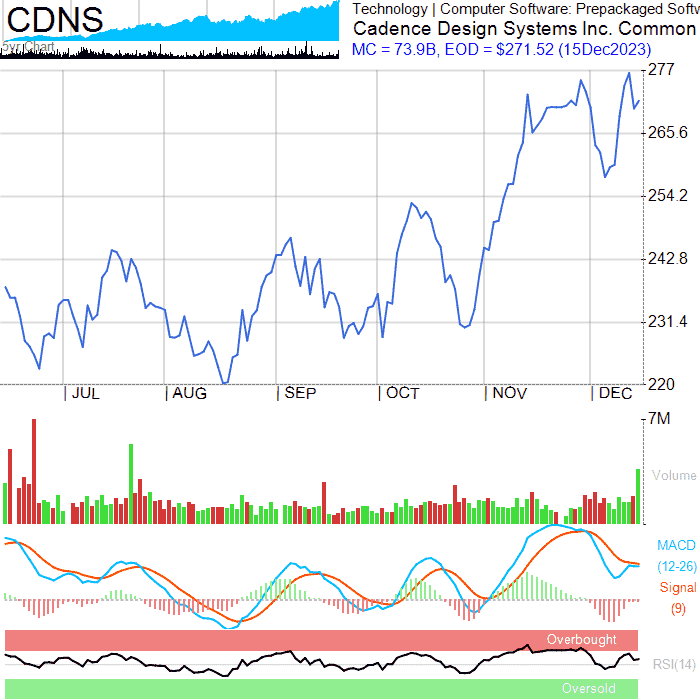 CDNS
5yr Chart
Technology | Computer Software: Prepackaged Softw
Cadence Design Systems Inc. Common
MC = 73.9B, EOD = $271.52 (15Dec2023)
277
265.6
254.2
242.8
231.4
220
JUL
AUG
SEP
OCT
NOV
DEC
7M
Volume
MACD
(12-26)
Signal
(9)
Overbought
RSI(14)
Oversold